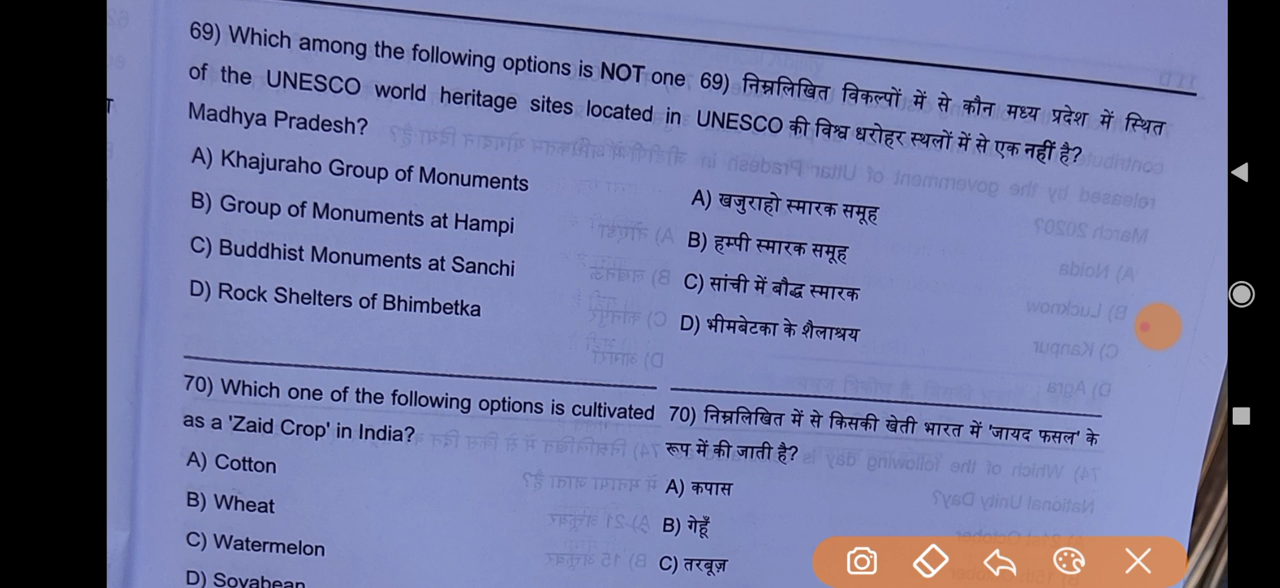 69) Which among the following options is NOT one
of the UNESCO world heritage sites located in
Madhya Pradesh?
A) Khajuraho Group of Monuments
B) Group of Monuments at Hampi
C) Buddhist Monuments at Sanchi
D) Rock Shelters of Bhimbetka
69) निम्नलिखित विकल्पों में से कौन मध्य प्रदेश में स्थित
UNESCO की विश्व धरोहर स्थलों में से एक नहीं है?
A) खजुराहो स्मारक समूह
B) हम्पी स्मारक समूह
C) सांची में बौद्ध स्मारक
D) भीमबेटका के शैलाश्रय
70) Which one of the following options is cultivated
as a 'Zaid Crop' in India?
A) Cotton
B) Wheat
C) Watermelon
D) Soyabean
70) निम्नलिखित में से किसकी खेती भारत में 'जायद फसल' के
रूप में की जाती है?
A) कपास
B) गेहूँ
C) तरबूज़